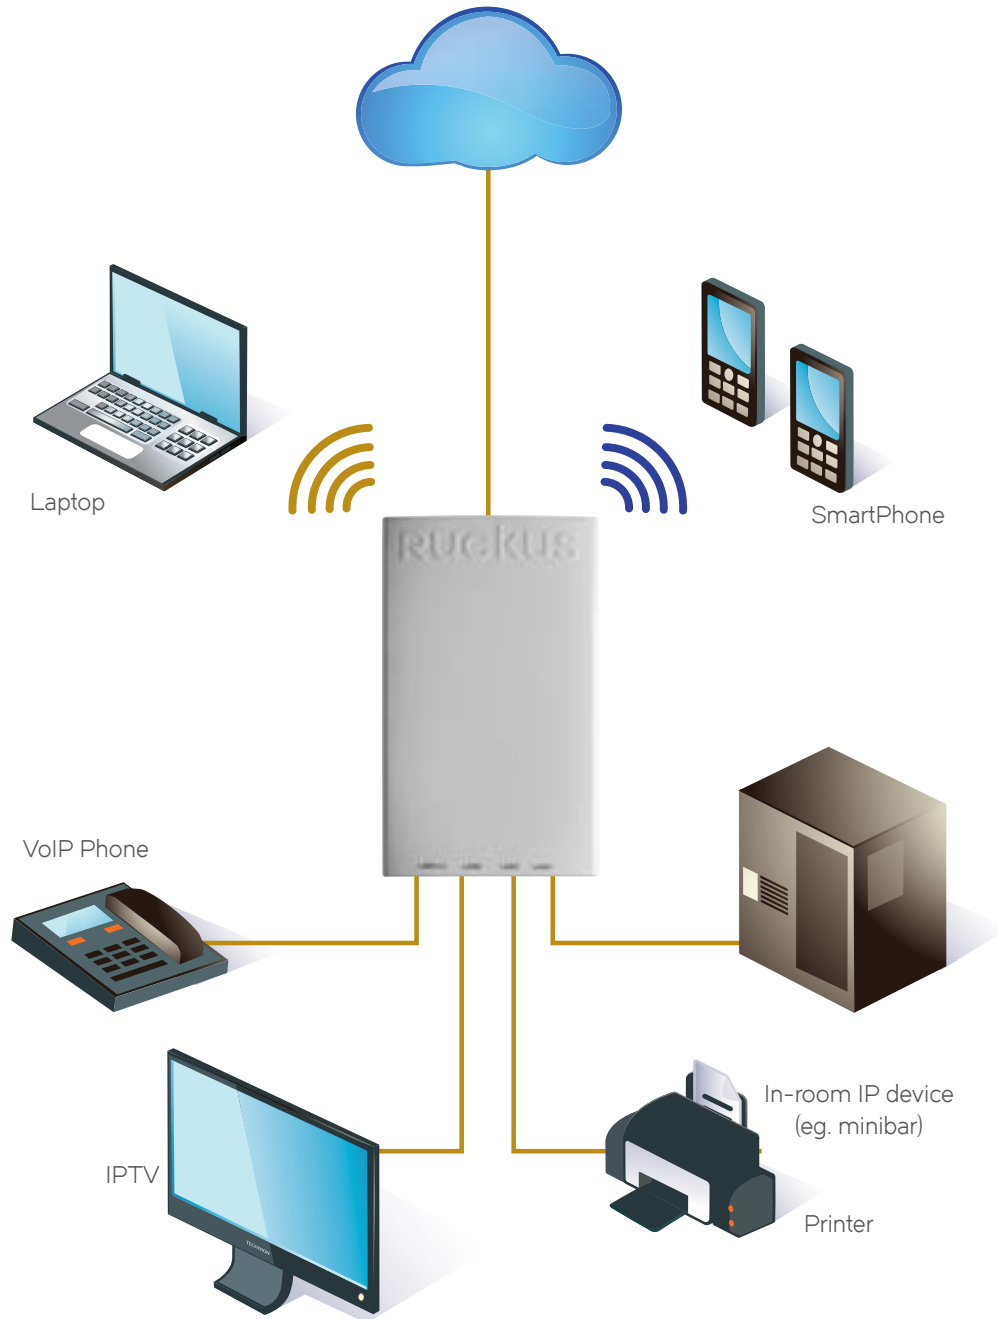 Laptop
SmartPhone
RUCKUS
VoIP Phone
In-room IP device
(eg. minibar)
IPTV
Printer